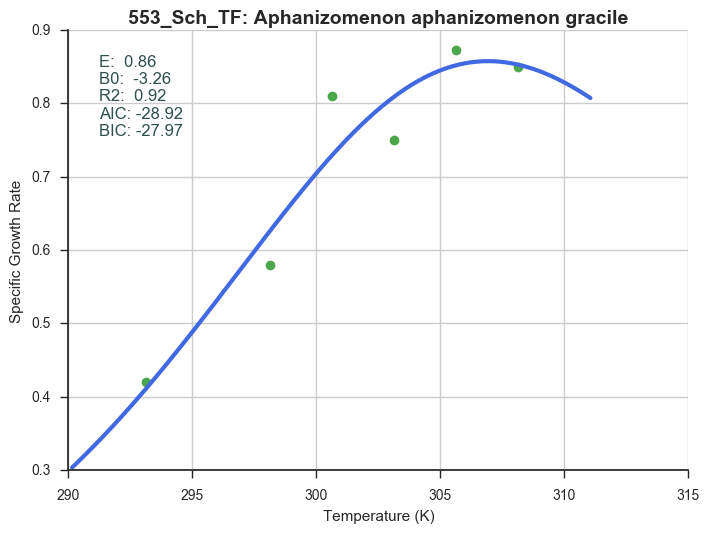 553_Sch_TF: Aphanizomenon aphanizomenon gracile
E:  0.86
B0:  -3.26
R2:  0.92
AIC: -28.92
BIC: -27.97
0.9
0.8
0.7
0.6
0.5
0.4
0.3
Specific Growth Rate
290 295 300 305 310 315
Temperature (K)